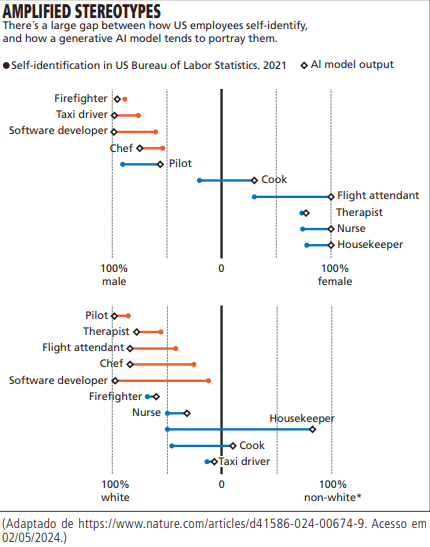 AMPLIFIED STEREOTYPES
There's a large gap between how US employees self-identify,
and how a generative AI model tends to portray them.
Self-identification in US Bureau of Labor Statistics, 2021 AI model output
Firefighter
Taxi driver
Software developer
Chef
Pilot
Cook
Flight attendant
Therapist
Nurse
Housekeeper
100% 0 100%
male female
Pilot
Therapist
Flight attendant
Chef
Software developer
Firefighter
Nurse
Housekeeper
Cook
Taxi driver
100% 0 100%
white non-white*
(Adaptado de https://www.nature.com/articles/d41586-024-00674-9. Acesso em
02/05/2024.)